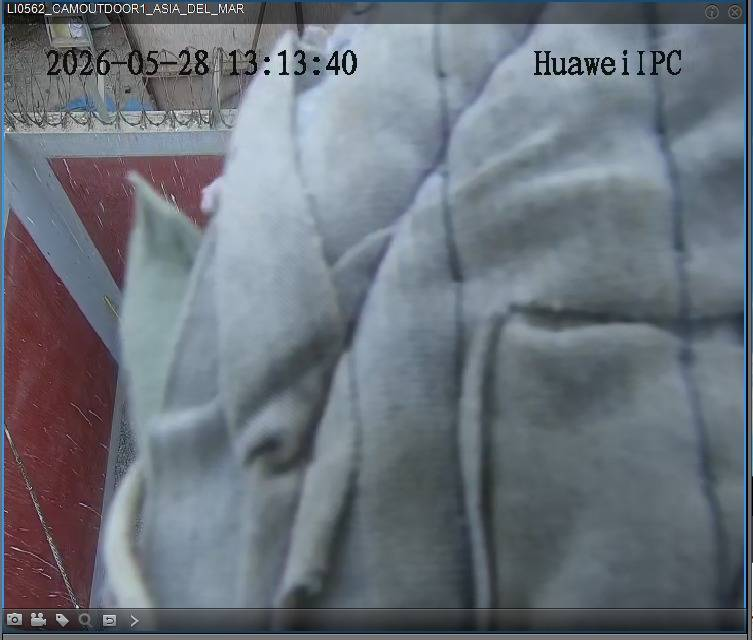 LI0562_CAMOUTDOOR1_ASIA_DEL_MAR
2026-05-28 13:13:40
HuaweiIPC